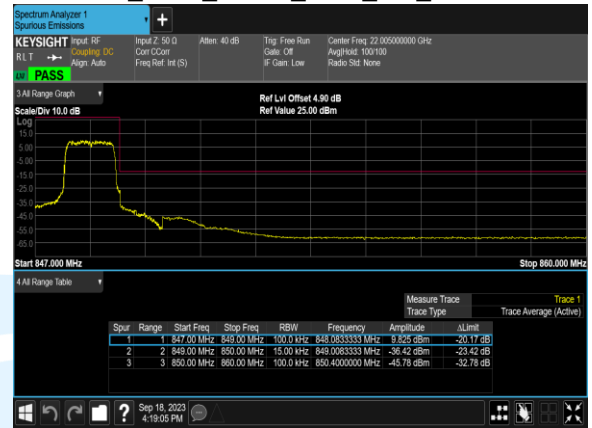 Spectrum Analyzer 1
Spurious Emissions
+
KEYSIGHT Input: RF Input Z: 50 Ω Atten: 40 dB Trig: Free Run Center Freq: 22.005000000 GHz
RLT Coupling: DC Corr CCorr Gate: Off Avg|Hold: 100/100
Align: Auto Freq Ref: Int (S) IF Gain: Low Radio Std: None
PASS
3 All Range Graph
Ref Lvl Offset 4.90 dB
Scale/Div 10.0 dB Ref Value 25.00 dBm
Log
15.0
5.00
-5.00
-15.0
-25.0
-35.0
-45.0
-55.0
-65.0
Start 847.000 MHz Stop 860.000 MHz
4 All Range Table
Measure Trace Trace 1
Trace Type Trace Average (Active)
Spur Range Start Freq Stop Freq RBW Frequency Amplitude ΔLimit
1 1 847.00 MHz 849.00 MHz 100.0 kHz 848.0833333 MHz 9.825 dBm -20.17 dB
2 2 849.00 MHz 850.00 MHz 15.00 kHz 849.0083333 MHz -36.42 dBm -23.42 dB
3 3 850.00 MHz 860.00 MHz 100.0 kHz 850.4000000 MHz -45.78 dBm -32.78 dB
? Sep 18, 2023
4:19:05 PM